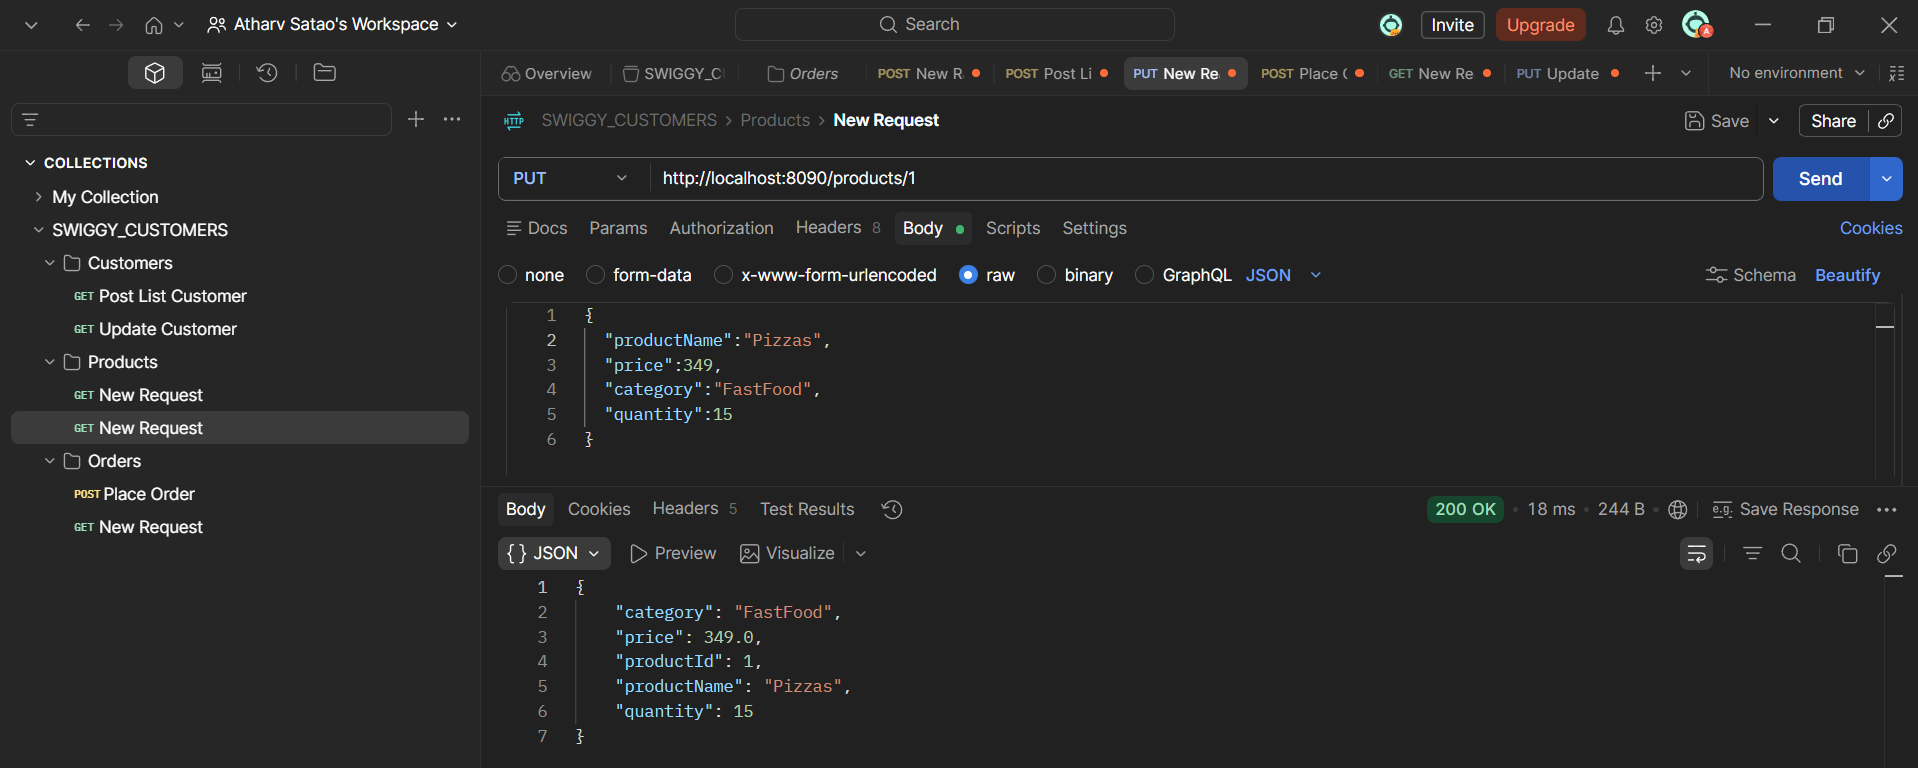 Atharv Satao's Workspace
Search
Invite
Upgrade
A
Overview
SWIGGY_C
Orders
POST New R
POST Post Li
PUT New Re
POST Place
GET New Re
PUT Update
No environment
COLLECTIONS
My Collection
SWIGGY_CUSTOMERS
Customers
GET Post List Customer
GET Update Customer
Products
GET New Request
GET New Request
Orders
POST Place Order
GET New Request
HTTP SWIGGY_CUSTOMERS > Products > New Request
Save
Share
PUT
http://localhost:8090/products/1
Send
Docs Params Authorization Headers 8 Body Scripts Settings
Cookies
none form-data x-www-form-urlencoded raw binary GraphQL JSON
Schema Beautify
1 {
2 "productName":"Pizzas",
3 "price":349,
4 "category":"FastFood",
5 "quantity":15
6 }
Body Cookies Headers 5 Test Results
200 OK • 18 ms • 244 B •
e.g. Save Response
{} JSON Preview Visualize
1 {
2 "category": "FastFood",
3 "price": 349.0,
4 "productId": 1,
5 "productName": "Pizzas",
6 "quantity": 15
7 }